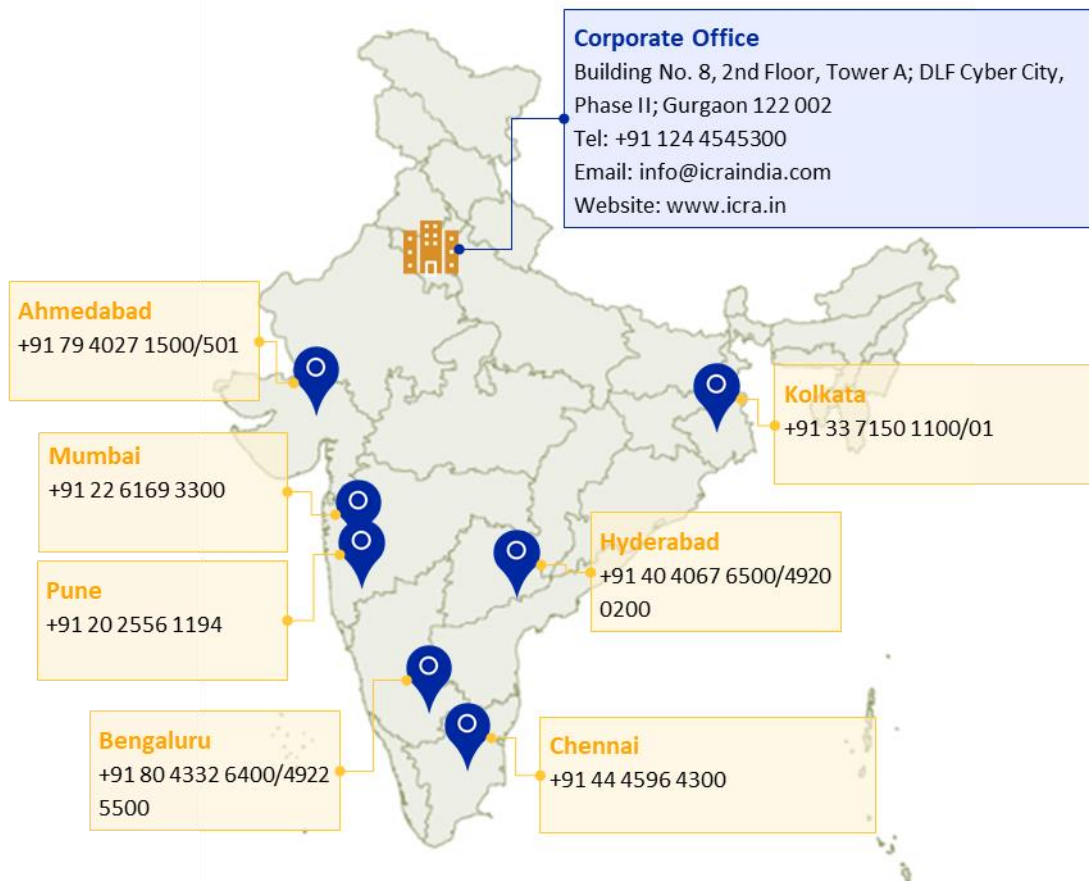 Corporate Office
Building No. 8, 2nd Floor, Tower A; DLF Cyber City,
Phase II; Gurgaon 122 002
Tel: +91 124 4545300
Email: info@icraindia.com
Website: www.icra.in
Ahmedabad
+91 79 4027 1500/501
Kolkata
+91 33 7150 1100/01
Mumbai
+91 22 6169 3300
Hyderabad
+91 40 4067 6500/4920
0200
Pune
+91 20 2556 1194
Bengaluru
+91 80 4332 6400/4922
5500
Chennai
+91 44 4596 4300